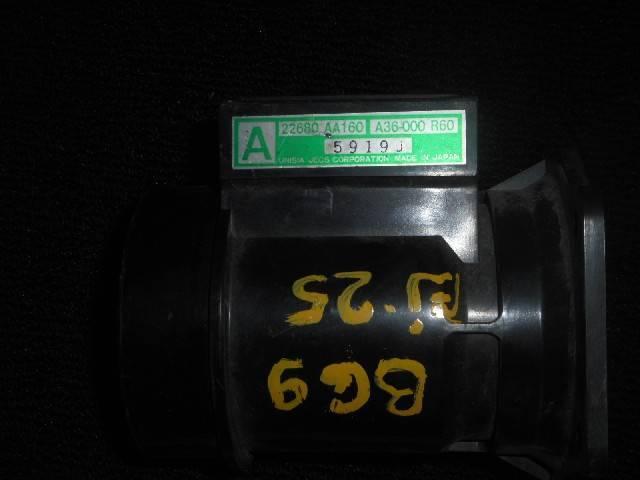 A
22680 AA160 A36-000 R60
5919J
UNISIA JECS CORPORATION MADE IN JAPAN
BG9
EJ-25